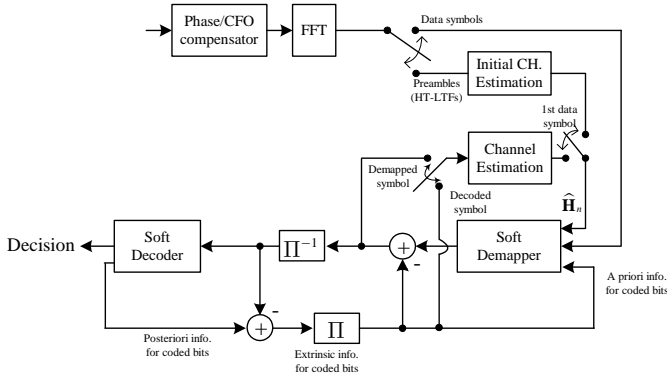 Phase/CFO
compensator
FFT
Data symbols
Preambles
(HT-LTFs)
Initial CH.
Estimation
1st data
symbol
Demapped
symbol
Channel
Estimation
Decoded
symbol
Ĥn
Decision
Soft
Decoder
Π−1
+
-
Soft
Demapper
A priori info.
for coded bits
Posteriori info.
for coded bits
+
-
Π
Extrinsic info.
for coded bits